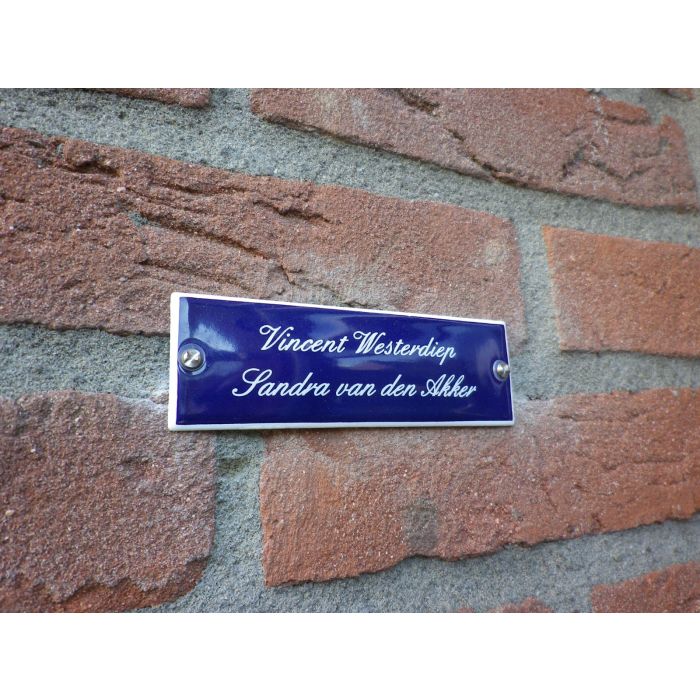 Vincent Westerdiep
Sandra van den Akker